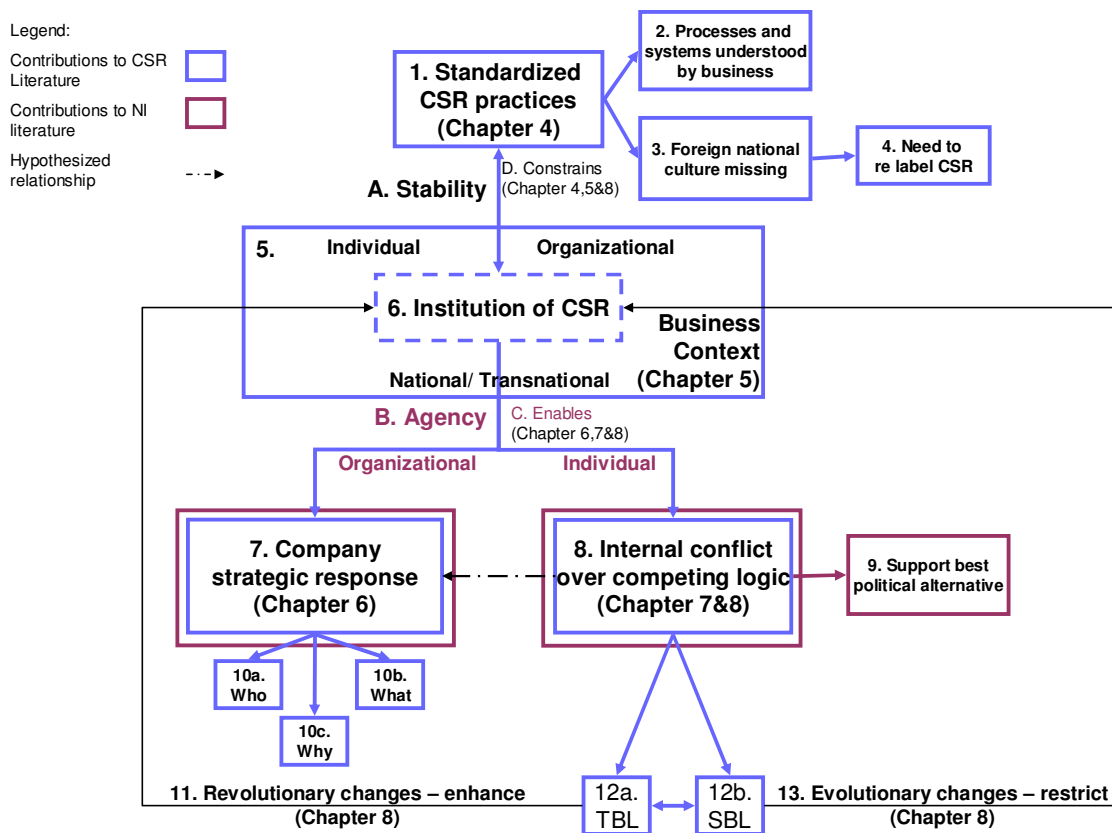 Legend:
Contributions to CSR
Literature
Contributions to NI
literature
Hypothesized
relationship
1. Standardized
CSR practices
(Chapter 4)
2. Processes and
systems understood
by business
3. Foreign national
culture missing
4. Need to
re label CSR
A. Stability
D. Constrains
(Chapter 4,5&8)
5.
Individual
Organizational
6. Institution of CSR
Business
Context
(Chapter 5)
National/ Transnational
B. Agency
C. Enables
(Chapter 6,7&8)
Organizational
Individual
7. Company
strategic response
(Chapter 6)
8. Internal conflict
over competing logic
(Chapter 7&8)
9. Support best
political alternative
10a.
Who
10b.
What
10c.
Why
11. Revolutionary changes – enhance
(Chapter 8)
12a.
TBL
12b.
SBL
13. Evolutionary changes – restrict
(Chapter 8)